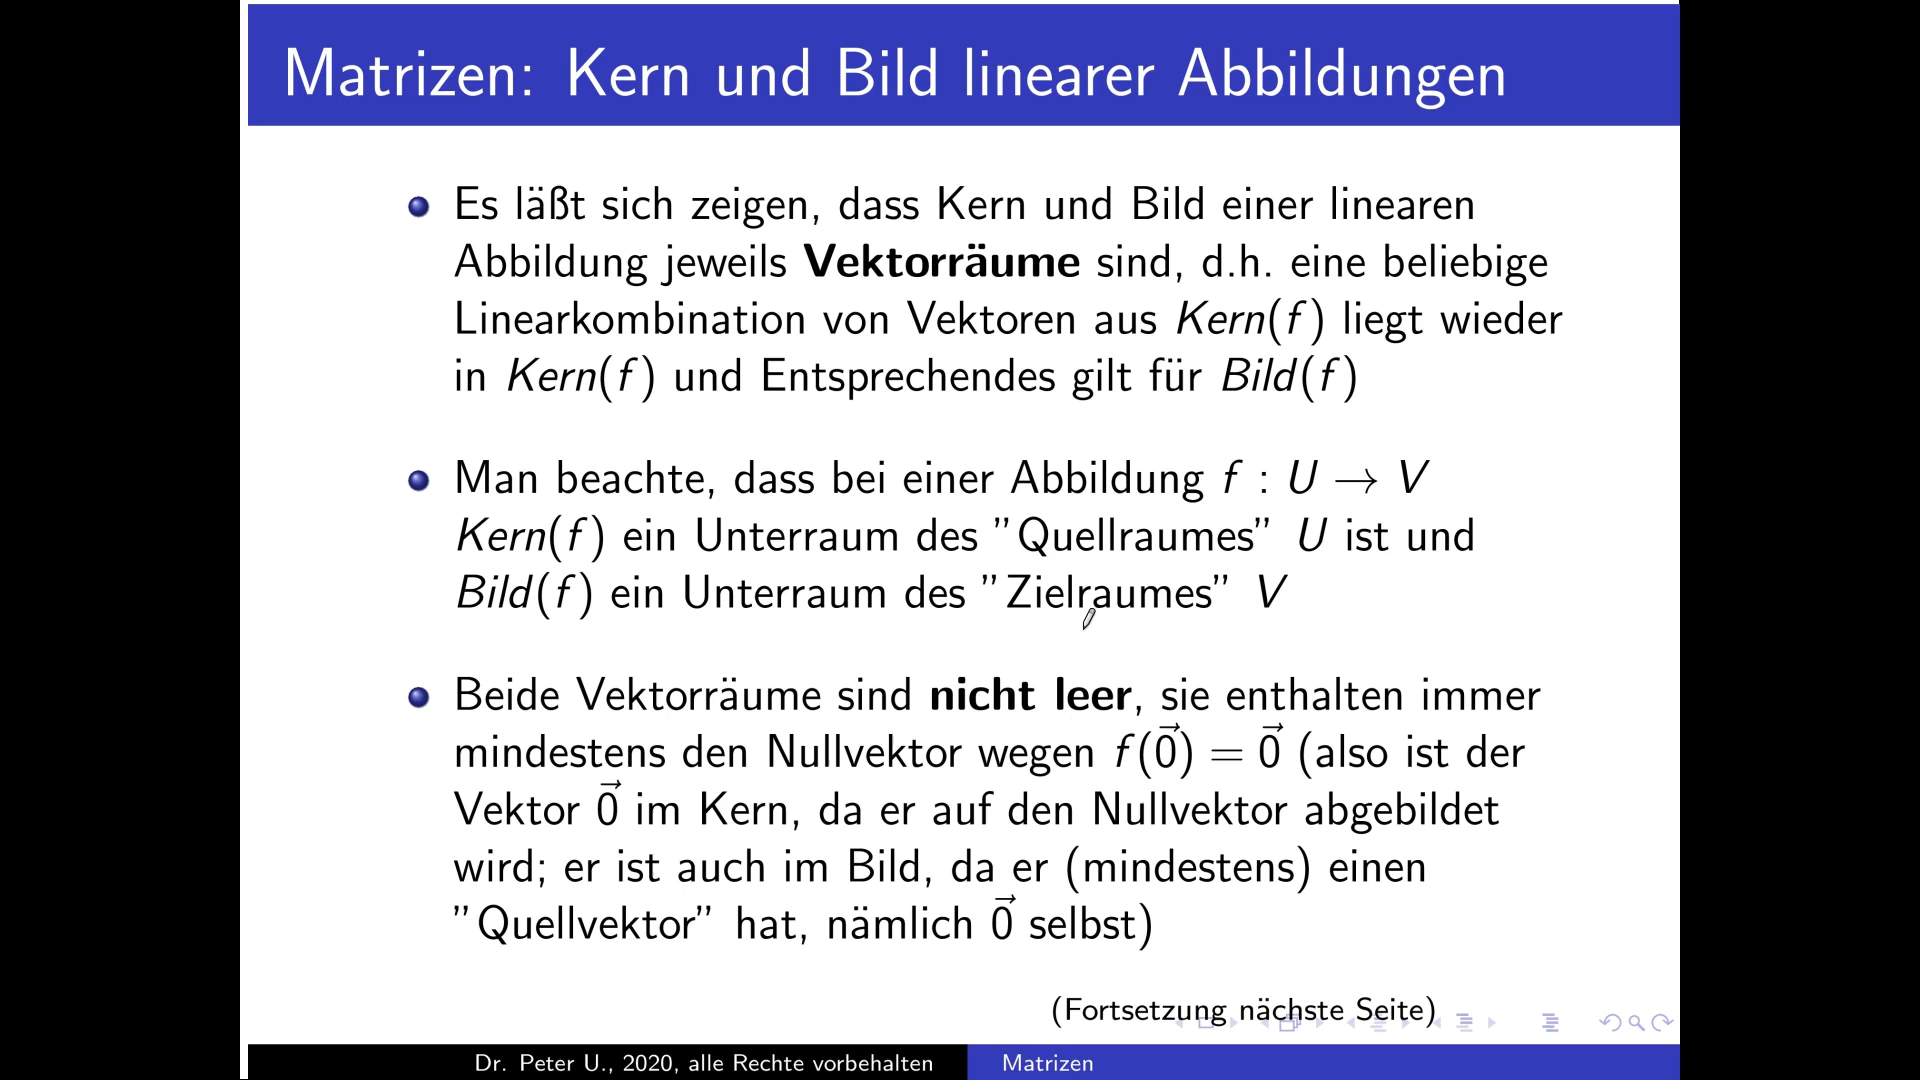 Matrizen: Kern und Bild linearer Abbildungen
Es läßt sich zeigen, dass Kern und Bild einer linearen
Abbildung jeweils Vektorräume sind, d.h. eine beliebige
Linearkombination von Vektoren aus Kern(f) liegt wieder
in Kern(f) und Entsprechendes gilt für Bild(f)
Man beachte, dass bei einer Abbildung f : U → V
Kern(f) ein Unterraum des "Quellraumes" U ist und
Bild(f) ein Unterraum des "Zielraumes" V
Beide Vektorräume sind nicht leer, sie enthalten immer
mindestens den Nullvektor wegen f(0⃗) = 0⃗ (also ist der
Vektor 0⃗ im Kern, da er auf den Nullvektor abgebildet
wird; er ist auch im Bild, da er (mindestens) einen
"Quellvektor" hat, nämlich 0⃗ selbst)
(Fortsetzung nächste Seite)
Dr. Peter U., 2020, alle Rechte vorbehalten
Matrizen